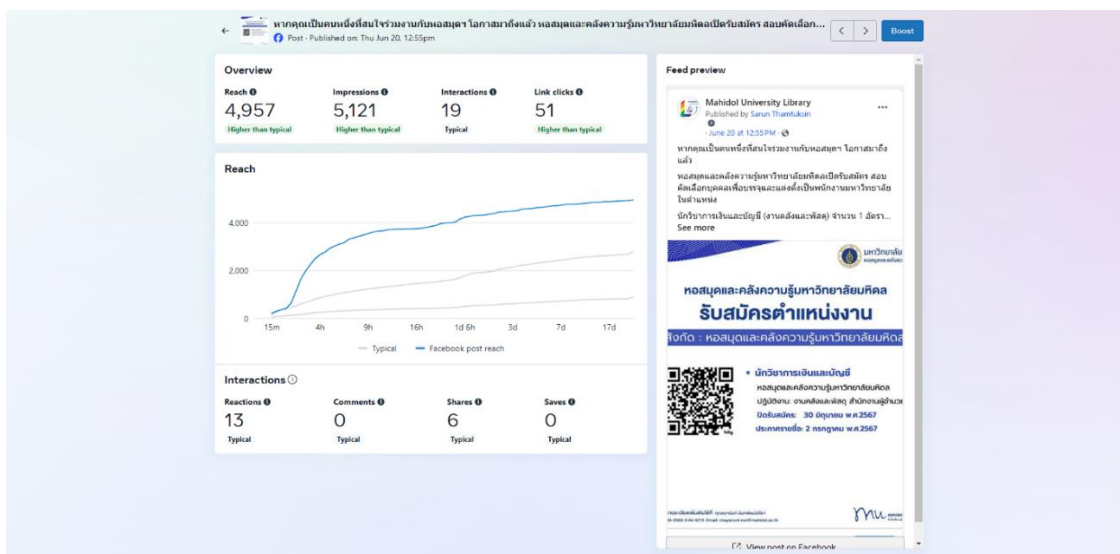 หากคุณเป็นคนหนึ่งที่สนใจร่วมงานกับหอสมุดฯ โอกาสมาถึงแล้ว หอสมุดและคลังความรู้มหาวิทยาลัยมหิดลเปิดรับสมัคร สอบคัดเลือก...
Post · Published on: Thu Jun 20, 12:55pm
Boost
Overview
Reach
Impressions
Interactions
Link clicks
4,957
5,121
19
51
Higher than typical
Higher than typical
Typical
Higher than typical
Reach
4,000
2,000
0
15m 4h 9h 16h 1d 6h 3d 7d 17d
Typical
Facebook post reach
Interactions
Reactions
Comments
Shares
Saves
13
0
6
0
Typical
Typical
Typical
Typical
Feed preview
Mahidol University Library
Published by Sarun Thamtuksin
· June 20 at 12:55 PM ·
หากคุณเป็นคนหนึ่งที่สนใจร่วมงานกับหอสมุดฯ โอกาสมาถึง
แล้ว
หอสมุดและคลังความรู้มหาวิทยาลัยมหิดลเปิดรับสมัคร สอบ
คัดเลือกบุคคลเพื่อบรรจุและแต่งตั้งเป็นพนักงานมหาวิทยาลัย
ในตำแหน่ง
นักวิชาการเงินและบัญชี (งานคลังและพัสดุ) จำนวน 1 อัตรา...
See more
หอสมุดและคลังความรู้มหาวิทยาลัยมหิดล
รับสมัครตำแหน่งงาน
สังกัด : หอสมุดและคลังความรู้มหาวิทยาลัยมหิดล
• นักวิชาการเงินและบัญชี
หอสมุดและคลังความรู้มหาวิทยาลัยมหิดล
ปฏิบัติงาน: งานคลังและพัสดุ สำนักงานผู้อำนวย
ปิดรับสมัคร: 30 มิถุนายน พ.ศ.2567
ประกาศรายชื่อ: 2 กรกฎาคม พ.ศ.2567
View post on Facebook